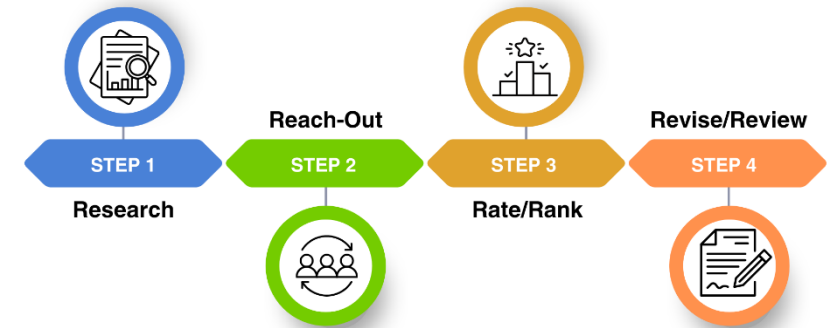 STEP 1
Research
Reach-Out
STEP 2
STEP 3
Rate/Rank
Revise/Review
STEP 4